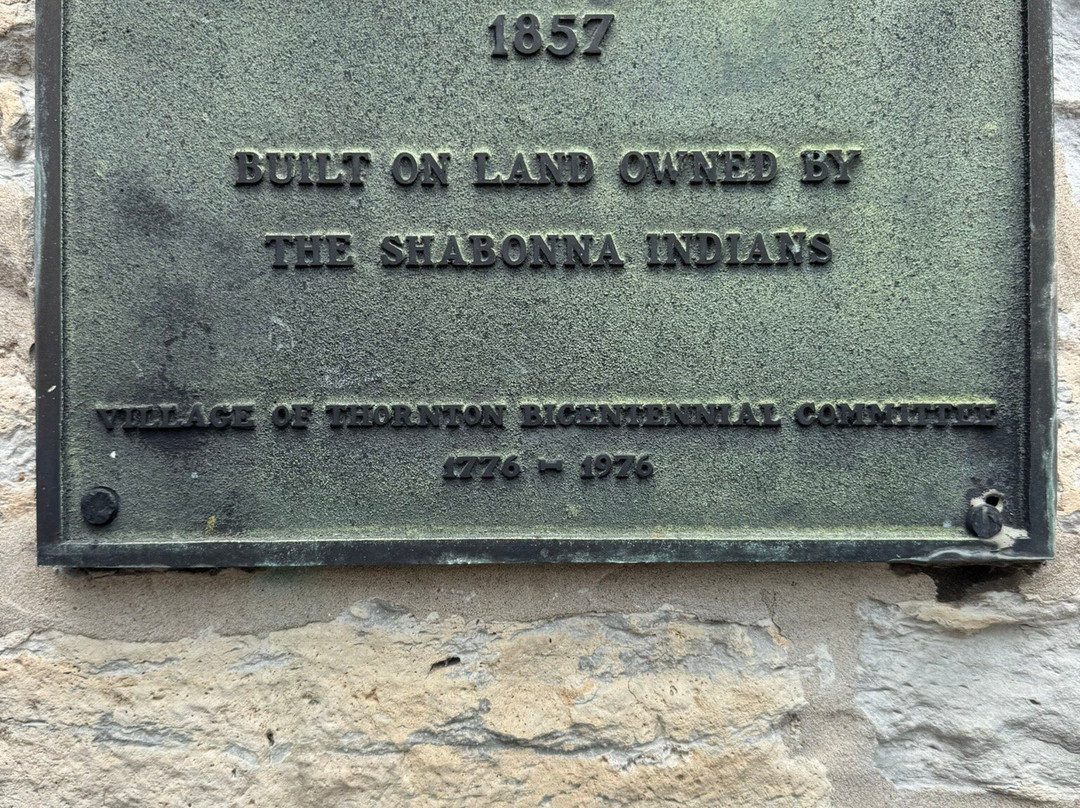 1857
BUILT ON LAND OWNED BY
THE SHABONNA INDIANS
VILLAGE OF THORNTON BICENTENNIAL COMMITTEE
1776 - 1976